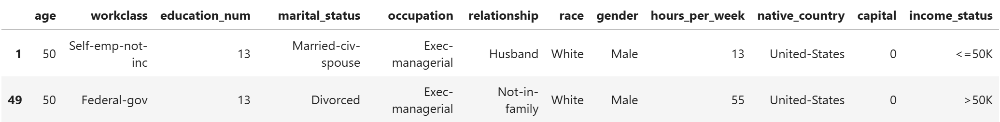 age workclass education_num marital_status occupation relationship race gender hours_per_week native_country capital income_status
1 50 Self-emp-not-inc 13 Married-civ-spouse Exec-managerial Husband White Male 13 United-States 0 <=50K
49 50 Federal-gov 13 Divorced Exec-managerial Not-in-family White Male 55 United-States 0 >50K